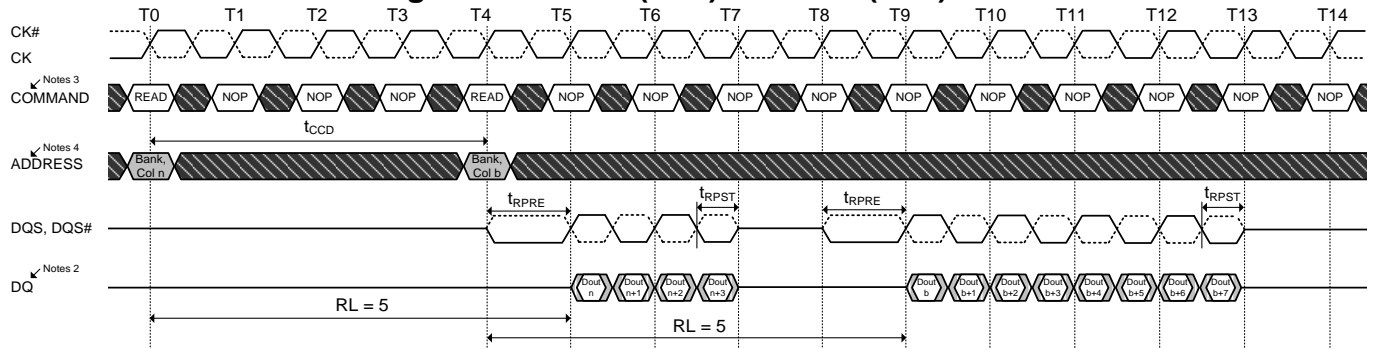 T0 T1 T2 T3 T4 T5 T6 T7 T8 T9 T10 T11 T12 T13 T14
CK#
CK
Notes 3
COMMAND READ NOP NOP NOP READ NOP NOP NOP NOP NOP NOP NOP NOP NOP NOP
tCCD
Notes 4
ADDRESS Bank, Col n Bank, Col b
tRPRE tRPST tRPRE tRPST
DQS, DQS#
Notes 2
DQ Dout n Dout n+1 Dout n+2 Dout n+3 Dout b Dout b+1 Dout b+2 Dout b+3 Dout b+4 Dout b+5 Dout b+6 Dout b+7
RL = 5
RL = 5